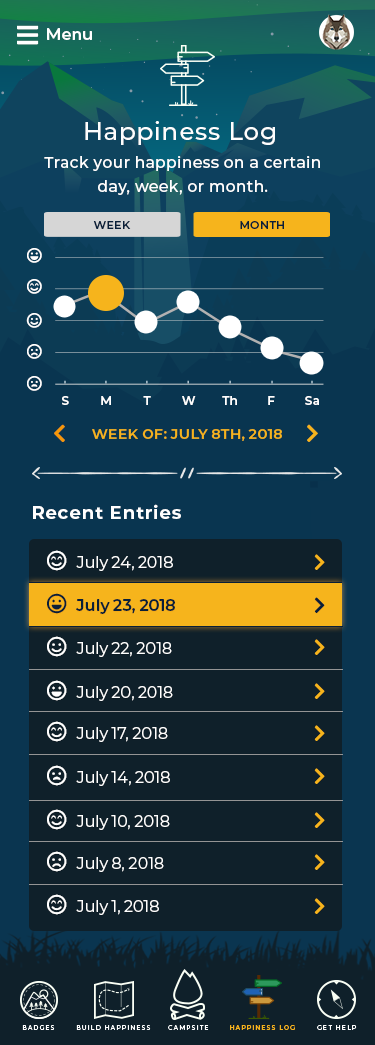 Menu
Happiness Log
Track your happiness on a certain
day, week, or month.
WEEK MONTH
S M T W Th F Sa
WEEK OF: JULY 8TH, 2018
Recent Entries
July 24, 2018
July 23, 2018
July 22, 2018
July 20, 2018
July 17, 2018
July 14, 2018
July 10, 2018
July 8, 2018
July 1, 2018
BADGES BUILD HAPPINESS CAMPSITE HAPPINESS LOG GET HELP